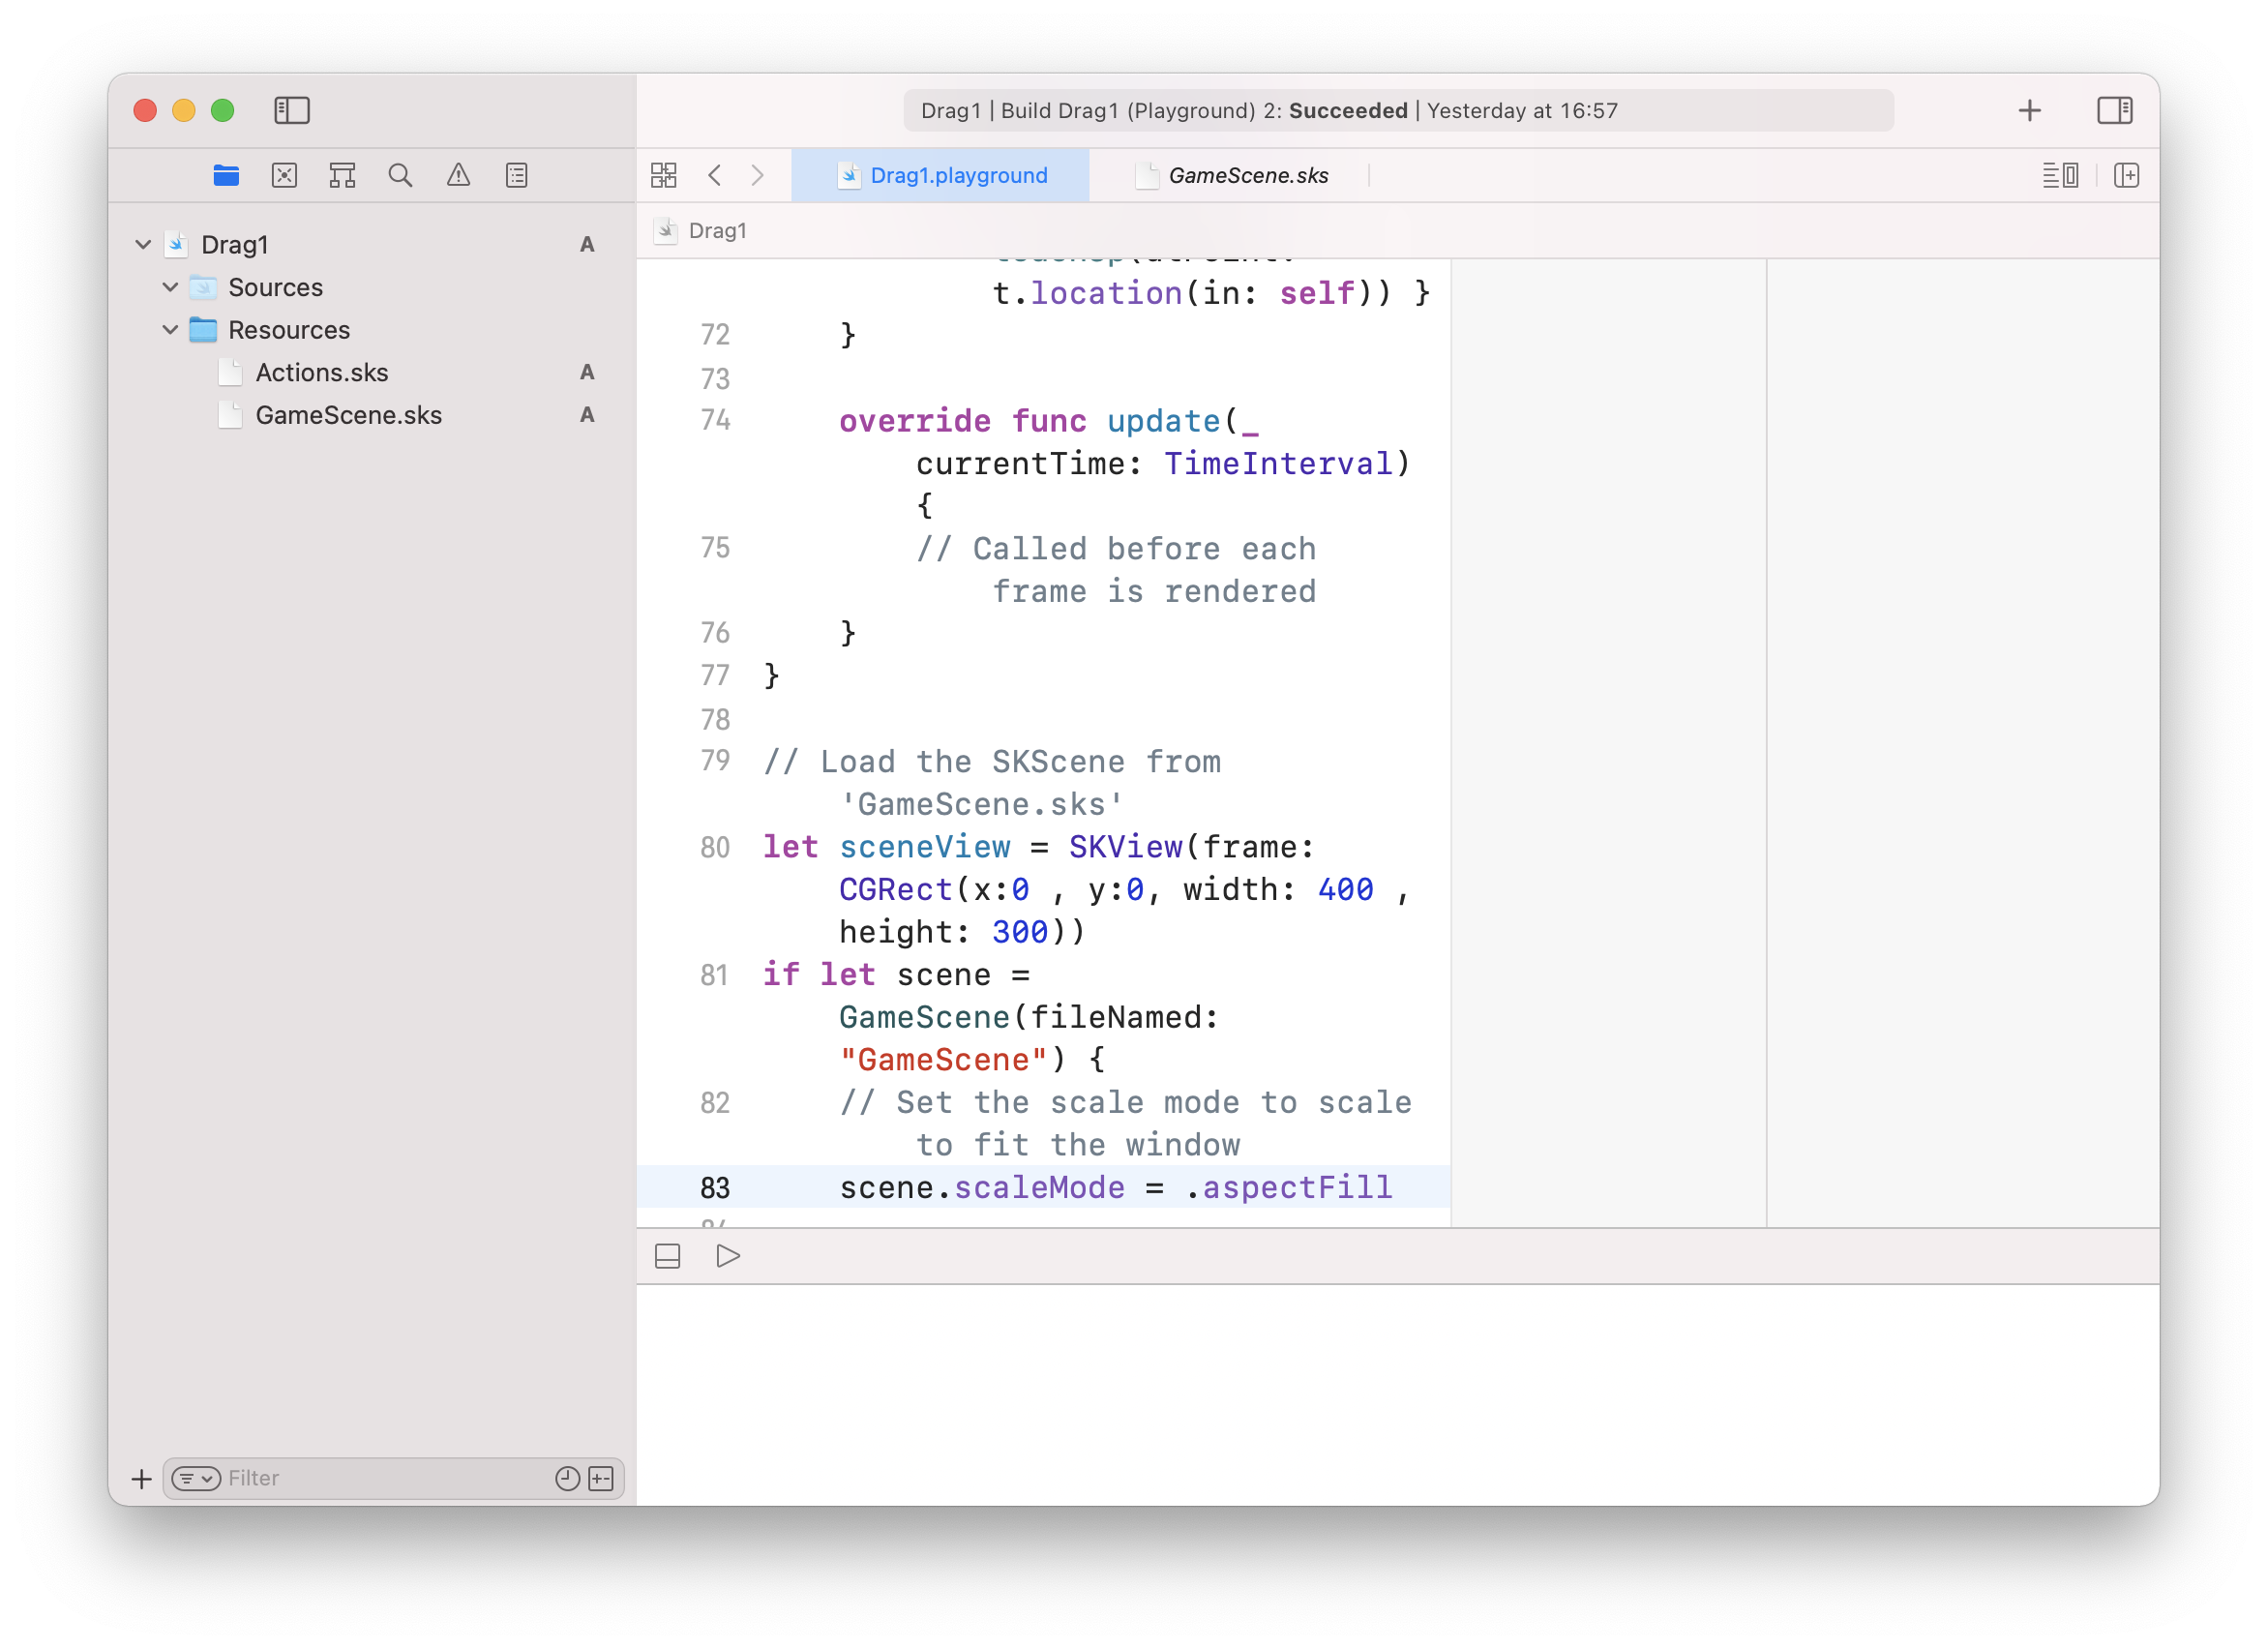 Drag1 | Build Drag1 (Playground) 2: Succeeded | Yesterday at 16:57
Drag1.playground
GameScene.sks
Drag1
Drag1 A
Sources
Resources
Actions.sks A
GameScene.sks A
Filter
t.location(in: self)) }
72 }
73
74 override func update(_
currentTime: TimeInterval)
{
75 // Called before each
frame is rendered
76 }
77 }
78
79 // Load the SKScene from
'GameScene.sks'
80 let sceneView = SKView(frame:
CGRect(x:0 , y:0, width: 400 ,
height: 300))
81 if let scene =
GameScene(fileNamed:
"GameScene") {
82 // Set the scale mode to scale
to fit the window
83 scene.scaleMode = .aspectFill